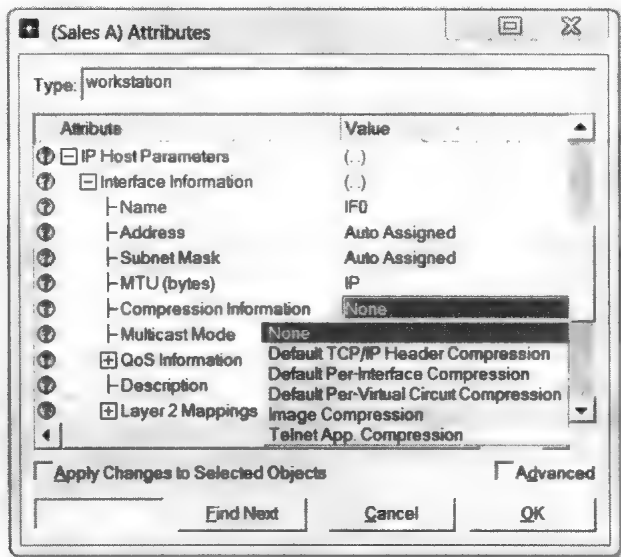 (Sales A) Attributes
Type: workstation
Attribute Value
IP Host Parameters (. .)
Interface Information (. .)
Name IF0
Address Auto Assigned
Subnet Mask Auto Assigned
MTU (bytes) IP
Compression Information None
Multicast Mode None
Default TCP/IP Header Compression
QoS Information Default Per-Interface Compression
Description Default Per-Virtual Circuit Compression
Layer 2 Mappings Image Compression
Telnet App. Compression
Apply Changes to Selected Objects Advanced
Find Next Cancel OK